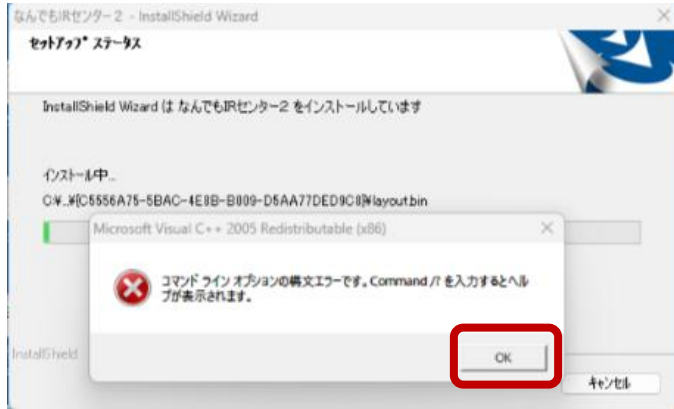 なんでもIRセンター2 - InstallShield Wizard
セットアップ ステータス
InstallShield Wizard は なんでもIRセンター2 をインストールしています
インストール中...
C:¥...¥{C5556A75-5BAC-4E8B-B009-D5AA77DED9C8}¥layout.bin
Microsoft Visual C++ 2005 Redistributable (x86)
コマンド ライン オプションの構文エラーです。Command /? を入力するとヘル
プが表示されます。
OK
InstallShield
キャンセル